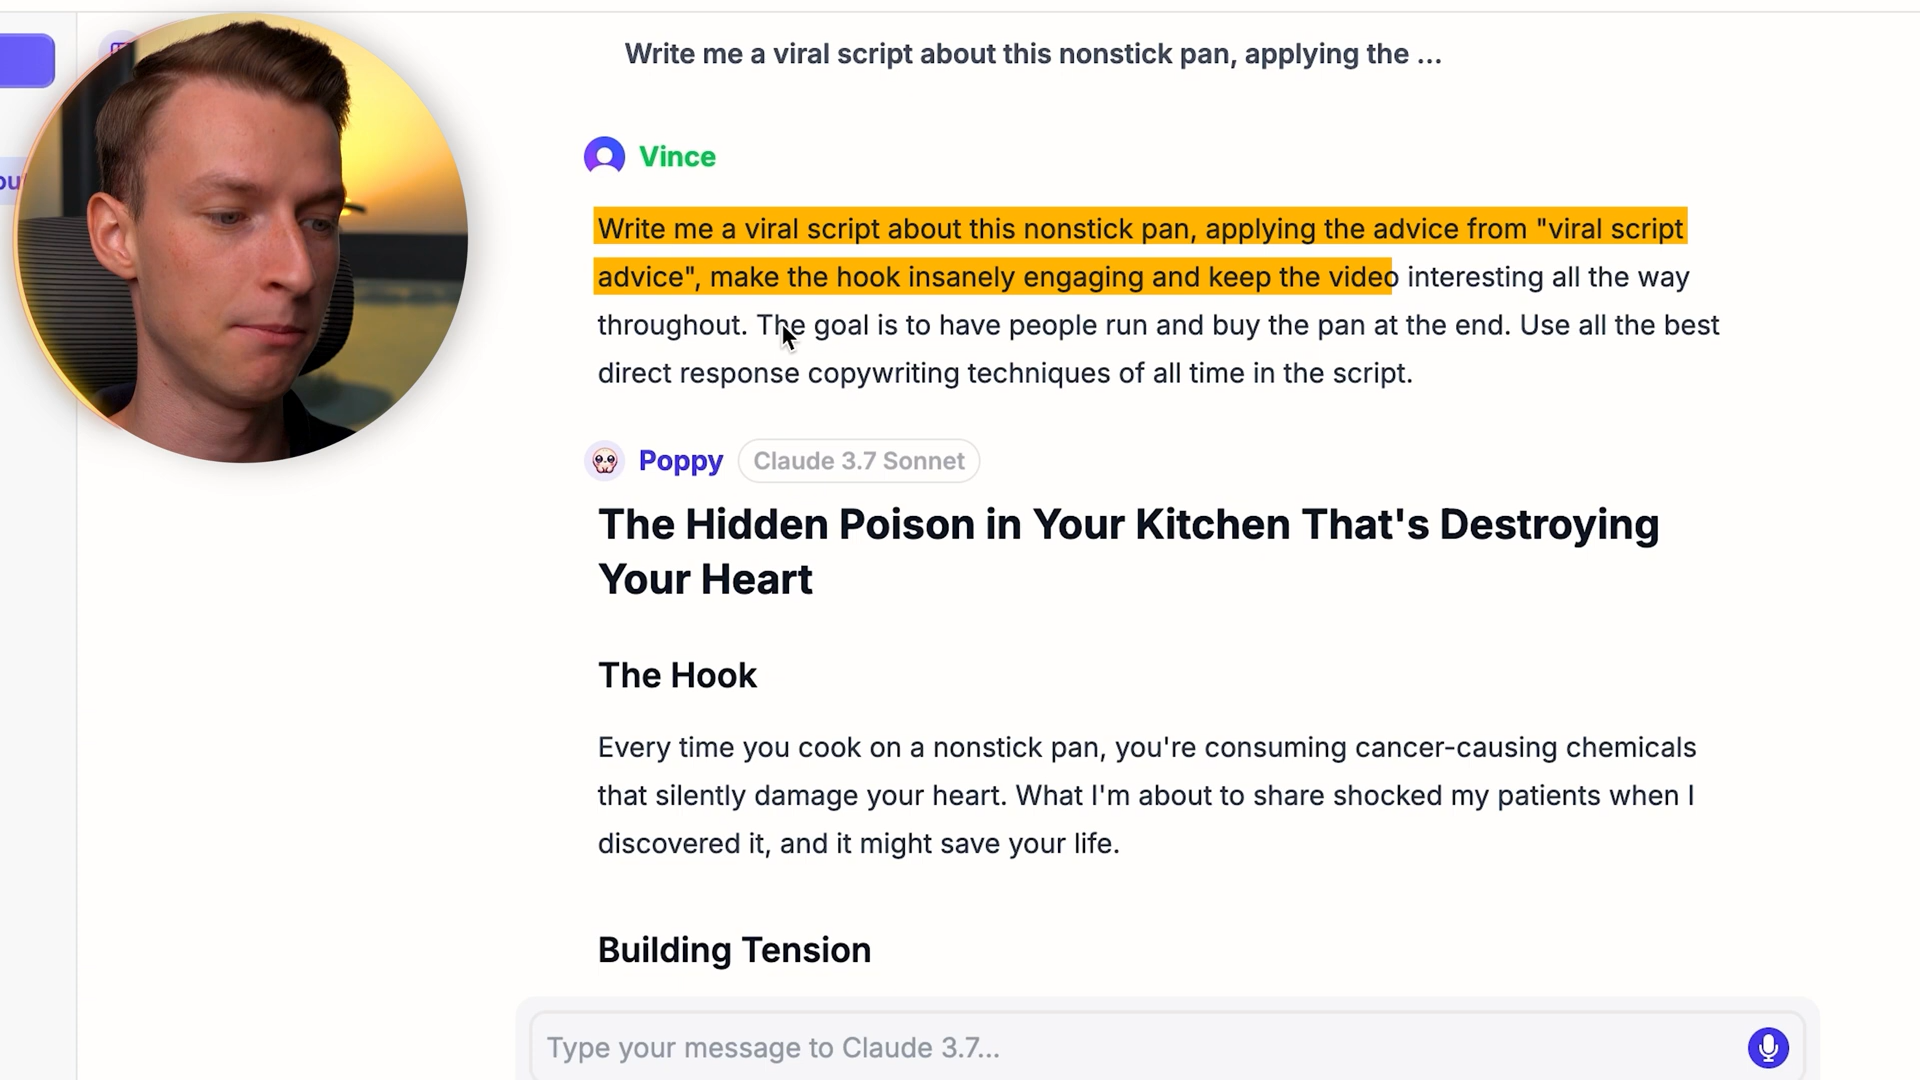 Write me a viral script about this nonstick pan, applying the ...
Vince
Write me a viral script about this nonstick pan, applying the advice from "viral script
advice", make the hook insanely engaging and keep the video interesting all the way
throughout. The goal is to have people run and buy the pan at the end. Use all the best
direct response copywriting techniques of all time in the script.
Poppy Claude 3.7 Sonnet
The Hidden Poison in Your Kitchen That's Destroying
Your Heart
The Hook
Every time you cook on a nonstick pan, you're consuming cancer-causing chemicals
that silently damage your heart. What I'm about to share shocked my patients when I
discovered it, and it might save your life.
Building Tension
Type your message to Claude 3.7...